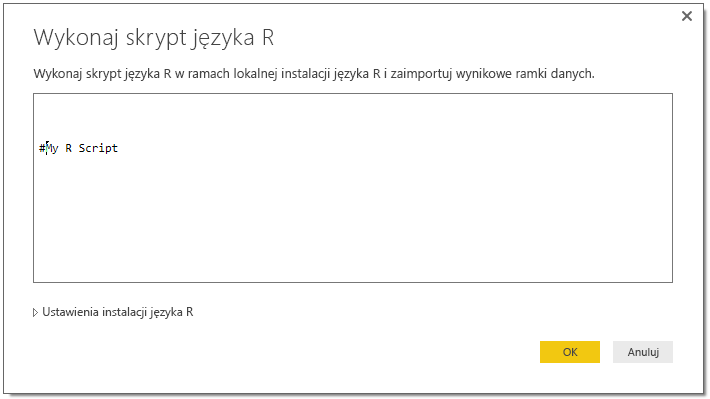 Wykonaj skrypt języka R
Wykonaj skrypt języka R w ramach lokalnej instalacji języka R i zaimportuj wynikowe ramki danych.
#My R Script
Ustawienia instalacji języka R
OK
Anuluj